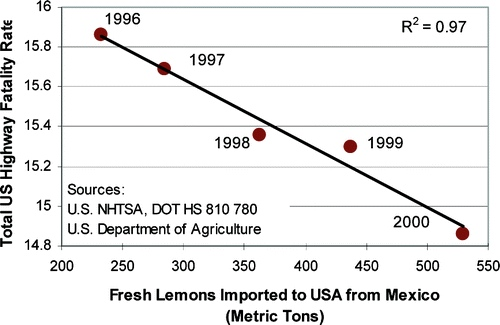 Total US Highway Fatality Rate
16
15.8
15.6
15.4
15.2
15
14.8
1996
R² = 0.97
1997
1998
1999
2000
Sources:
U.S. NHTSA, DOT HS 810 780
U.S. Department of Agriculture
200
250
300
350
400
450
500
550
Fresh Lemons Imported to USA from Mexico
(Metric Tons)